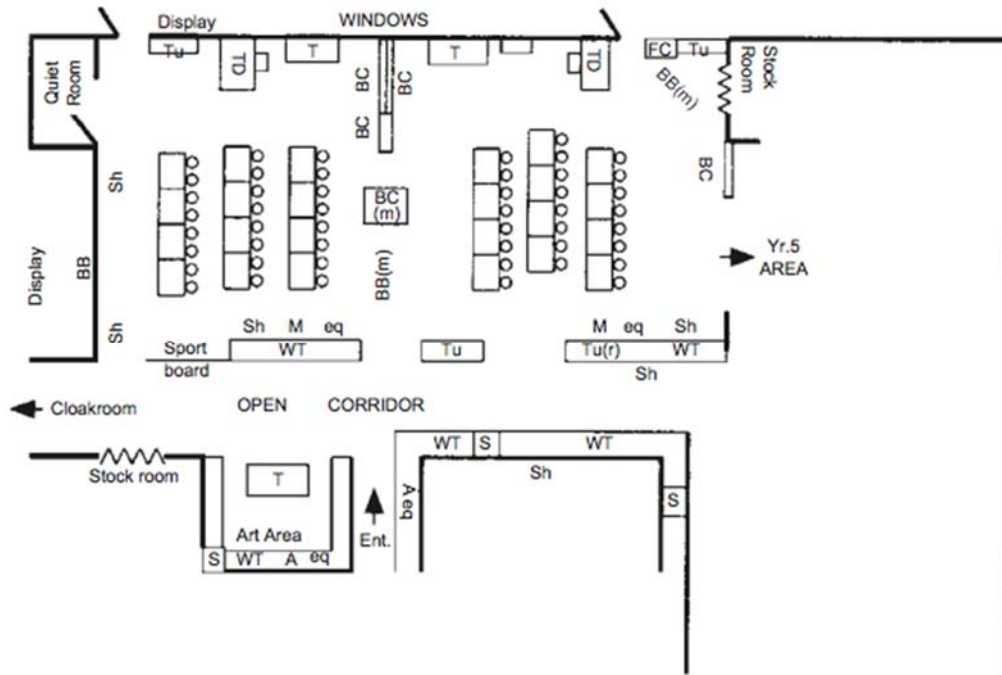 Display
WINDOWS
Tu
TD
T
BC
BC
BC
T
TD
FC
Tu
BB(m)
Stock
Room
Quiet
Room
Sh
BC
(m)
BB(m)
BC
Yr.5
AREA
Display
BB
Sh
Sport
board
Sh M eq
WT
Tu
M eq Sh
Tu(r) WT
Sh
Cloakroom
OPEN CORRIDOR
Stock room
T
Art Area
S WT A eq
Ent.
A eq
WT S WT
Sh
S